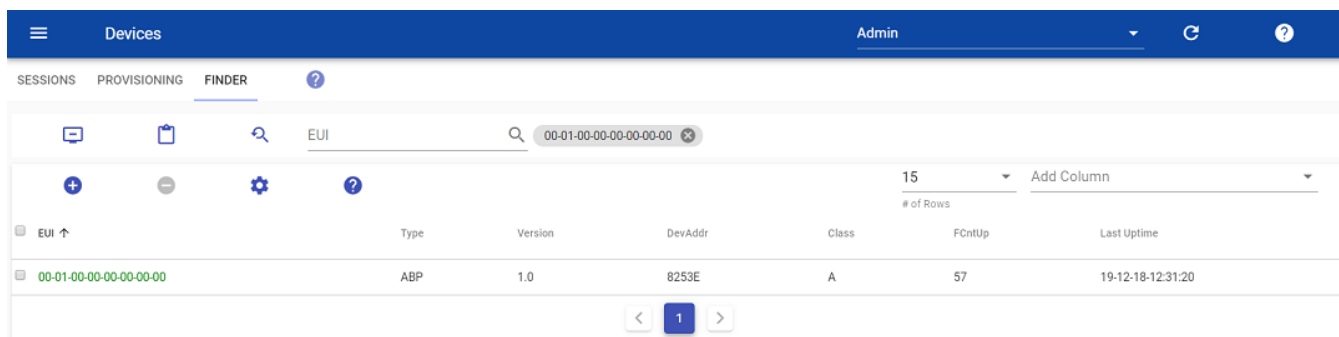 Devices Admin
SESSIONS PROVISIONING FINDER
EUI 00-01-00-00-00-00-00-00
15 Add Column
# of Rows
EUI Type Version DevAddr Class FCntUp Last Uptime
00-01-00-00-00-00-00-00 ABP 1.0 8253E A 57 19-12-18-12:31:20
1